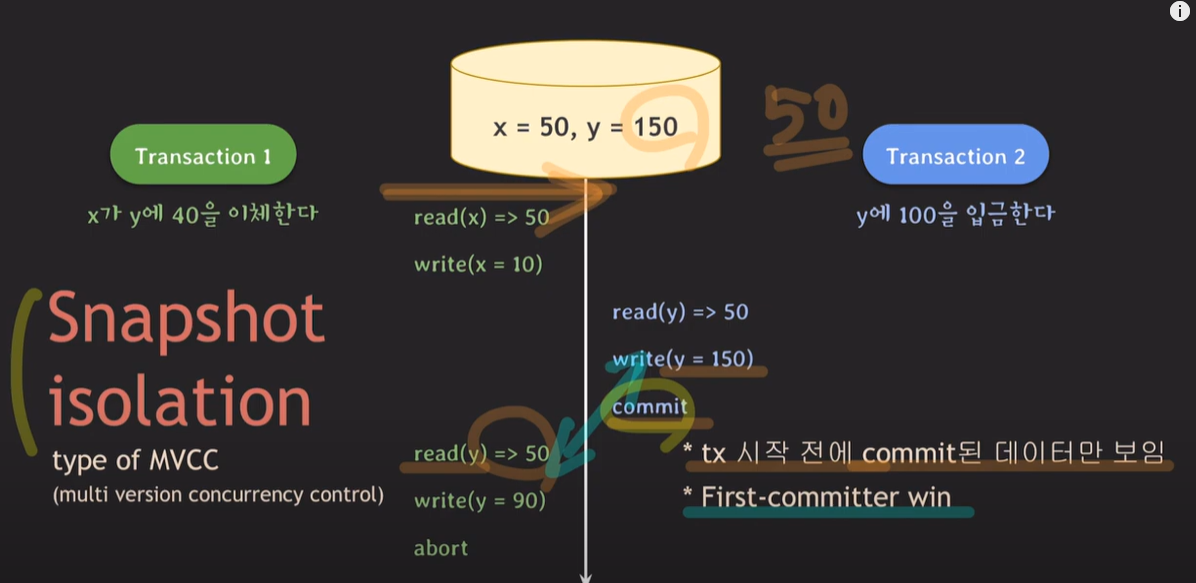 x = 50, y = 150
50
Transaction 1
Transaction 2
x가 y에 40을 이체한다
read(x) => 50
y에 100을 입금한다
write(x = 10)
Snapshot
isolation
type of MVCC
(multi version concurrency control)
read(y) => 50
write(y = 150)
commit
read(y) => 50
write(y = 90)
abort
* tx 시작 전에 commit된 데이터만 보임
* First-committer win